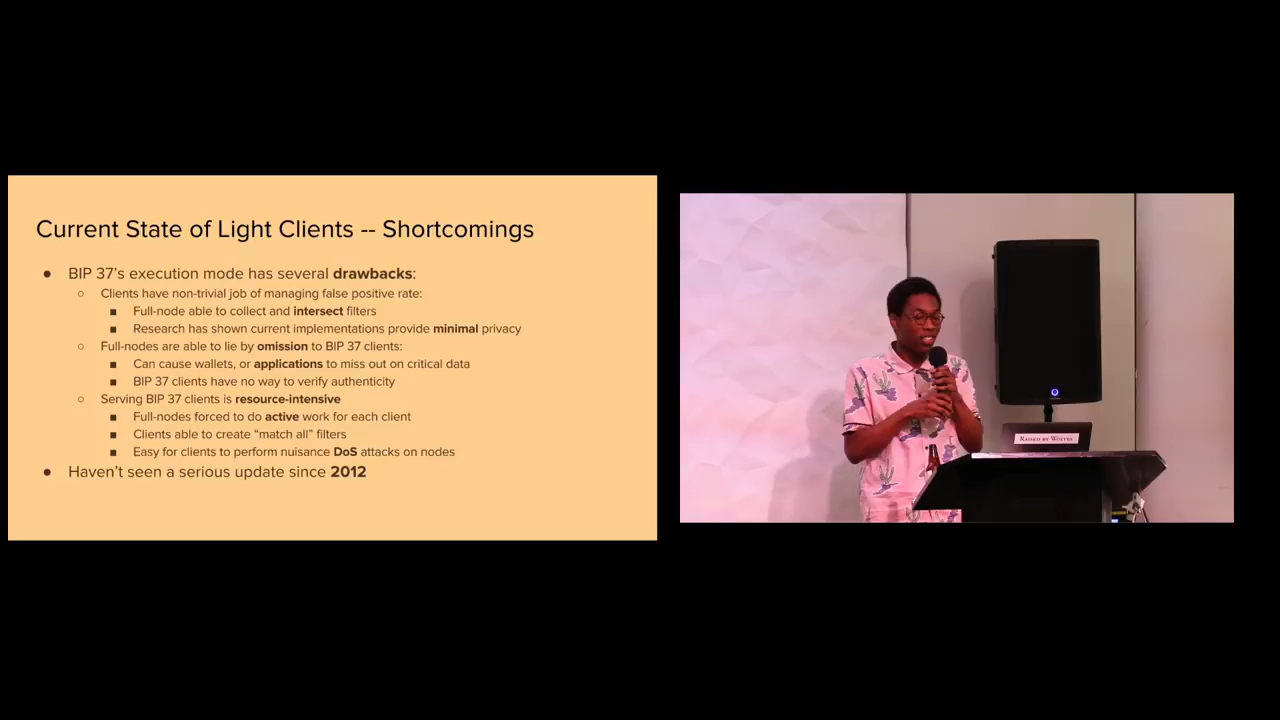 Current State of Light Clients -- Shortcomings
● BIP 37's execution mode has several drawbacks:
○ Clients have non-trivial job of managing false positive rate:
■ Full-node able to collect and intersect filters
■ Research has shown current implementations provide minimal privacy
○ Full-nodes are able to lie by omission to BIP 37 clients:
■ Can cause wallets, or applications to miss out on critical data
■ BIP 37 clients have no way to verify authenticity
○ Serving BIP 37 clients is resource-intensive
■ Full-nodes forced to do active work for each client
■ Clients able to create “match all” filters
■ Easy for clients to perform nuisance DoS attacks on nodes
● Haven't seen a serious update since 2012
RAISED BY WOLVES